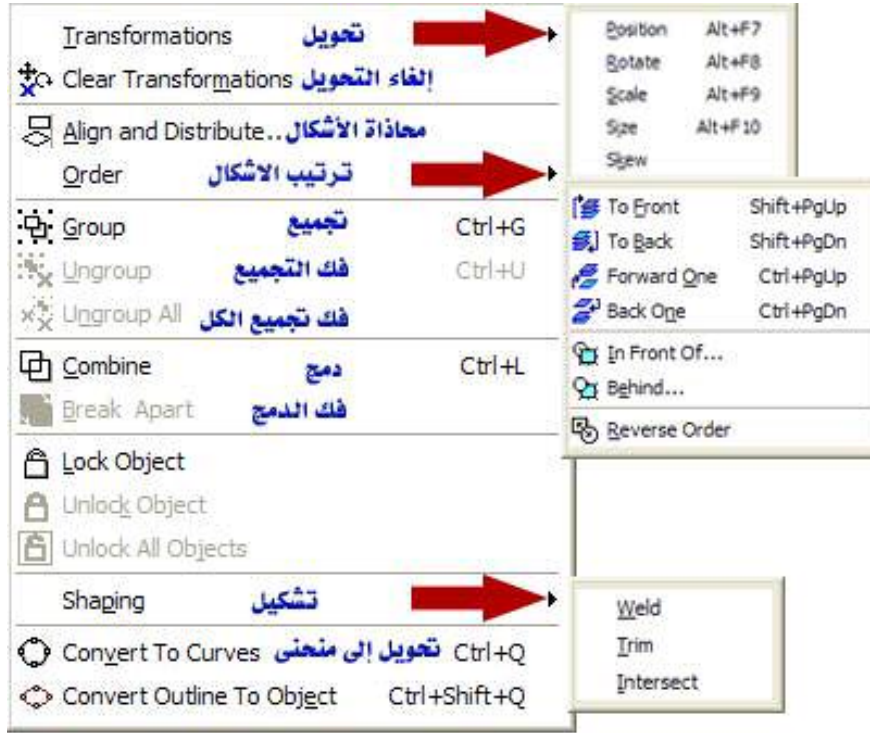 Transformations تحويل
Clear Transformations إلغاء التحويل
Align and Distribute... محاذاة الأشكال
Order ترتيب الاشكال
Group تجميع Ctrl+G
Ungroup فك التجميع Ctrl+U
Ungroup All فك تجميع الكل
Combine دمج Ctrl+L
Break Apart فك الدمج
Lock Object
Unlock Object
Unlock All Objects
Shaping تشكيل
Convert To Curves تحويل إلى منحنى Ctrl+Q
Convert Outline To Object Ctrl+Shift+Q
Position Alt+F7
Rotate Alt+F8
Scale Alt+F9
Size Alt+F10
Skew
To Front Shift+PgUp
To Back Shift+PgDn
Forward One Ctrl+PgUp
Back One Ctrl+PgDn
In Front Of...
Behind...
Reverse Order
Weld
Trim
Intersect